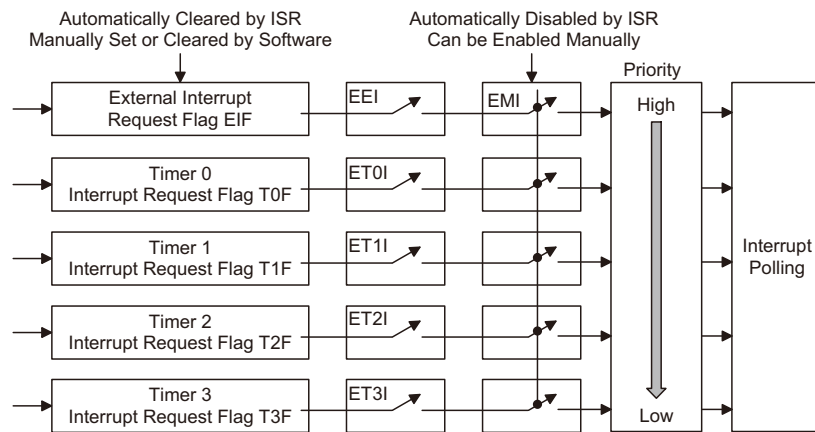 Automatically Cleared by ISR
Manually Set or Cleared by Software
Automatically Disabled by ISR
Can be Enabled Manually
Priority
External Interrupt
Request Flag EIF
EEI
EMI
High
Timer 0
Interrupt Request Flag T0F
ET0I
Timer 1
Interrupt Request Flag T1F
ET1I
Interrupt
Polling
Timer 2
Interrupt Request Flag T2F
ET2I
Timer 3
Interrupt Request Flag T3F
ET3I
Low